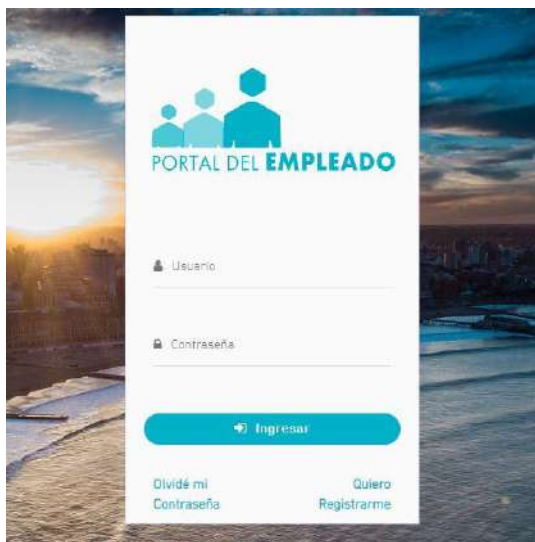 PORTAL DEL EMPLEADO
Usuario
Contraseña
Ingresar
Olvidé mi
Contraseña
Quiero
Registrarme